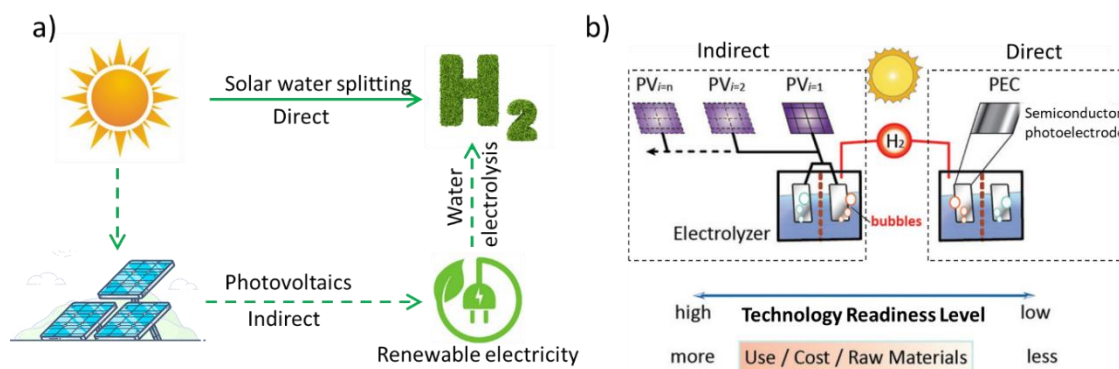 a)
Solar water splitting
Direct
H2
Water
electrolysis
Photovoltaics
Indirect
Renewable electricity
b)
Indirect
Direct
PVi=n
PVi=2
PVi=1
PEC
Semiconductor
photoelectrode
H2
Electrolyzer
bubbles
high
Technology Readiness Level
low
more
Use / Cost / Raw Materials
less